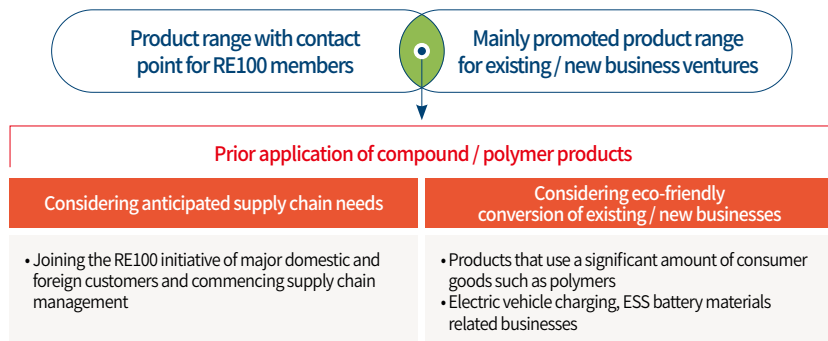 Product range with contact
point for RE100 members
Mainly promoted product range
for existing / new business ventures
Prior application of compound / polymer products
Considering anticipated supply chain needs
• Joining the RE100 initiative of major domestic and
foreign customers and commencing supply chain
management
Considering eco-friendly
conversion of existing / new businesses
• Products that use a significant amount of consumer
goods such as polymers
• Electric vehicle charging, ESS battery materials
related businesses